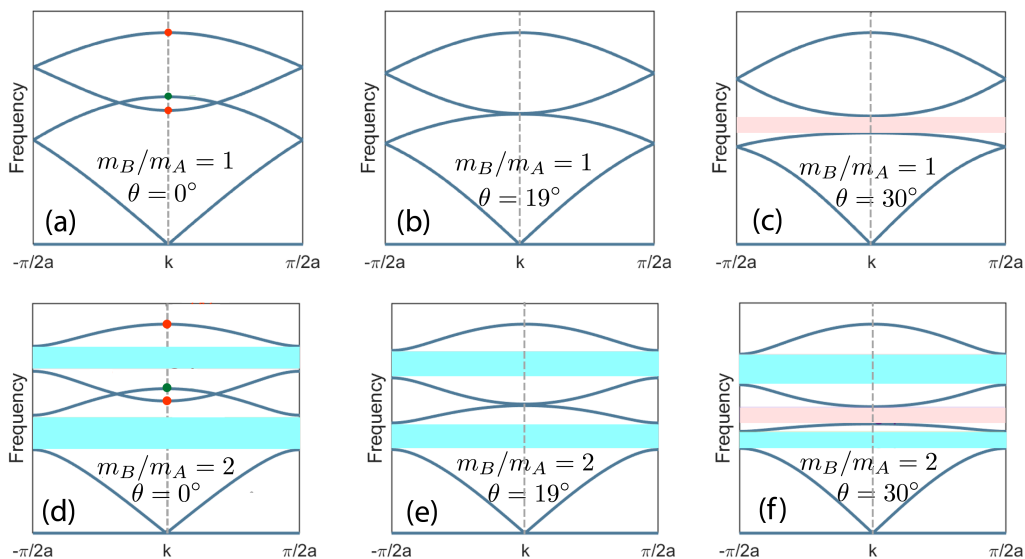 Frequency
m_B/m_A = 1
θ = 0°
(a)
-π/2a k π/2a
Frequency
m_B/m_A = 1
θ = 19°
(b)
-π/2a k π/2a
Frequency
m_B/m_A = 1
θ = 30°
(c)
-π/2a k π/2a
Frequency
m_B/m_A = 2
θ = 0°
(d)
-π/2a k π/2a
Frequency
m_B/m_A = 2
θ = 19°
(e)
-π/2a k π/2a
Frequency
m_B/m_A = 2
θ = 30°
(f)
-π/2a k π/2a